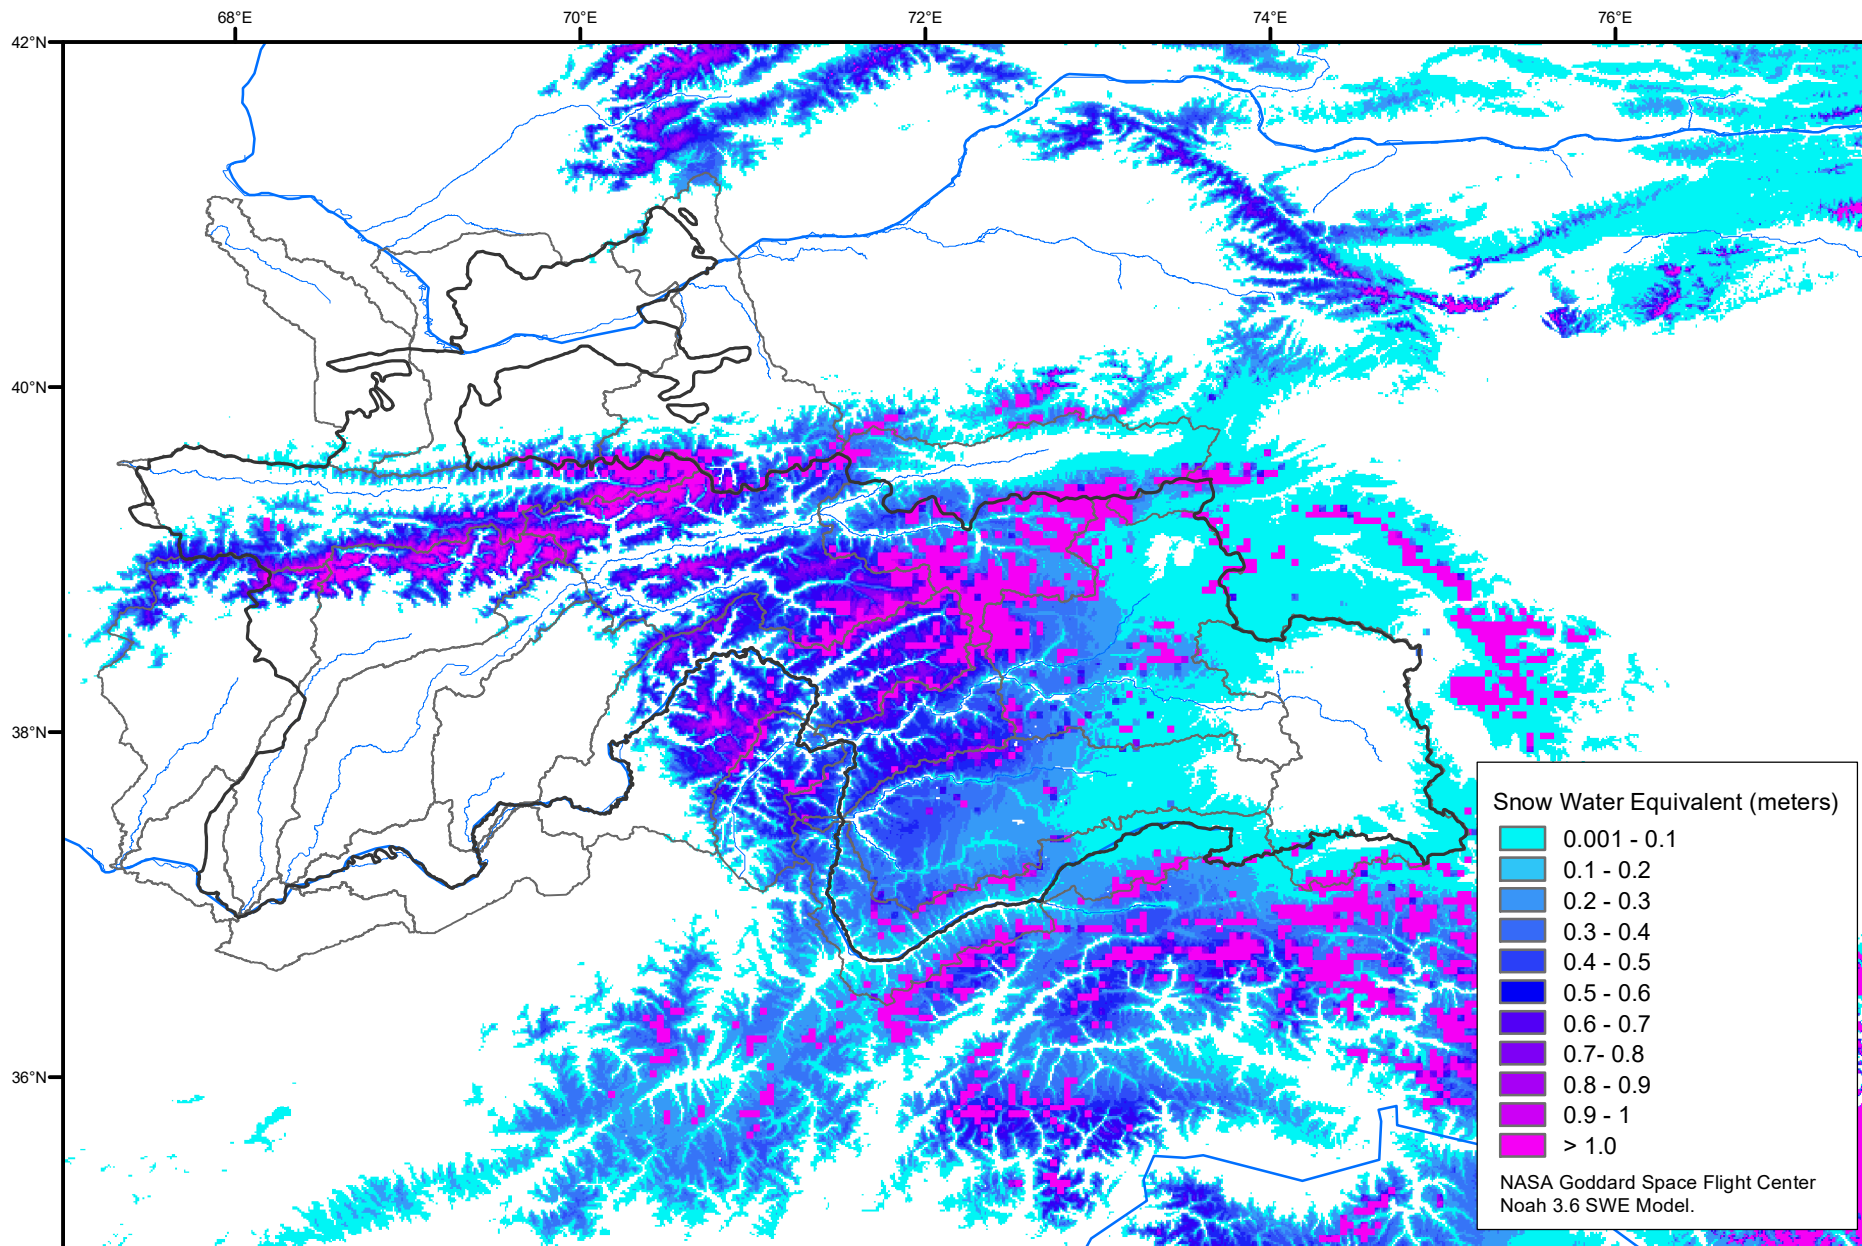 68°E
70°E
72°E
74°E
76°E
42°N
40°N
38°N
36°N
Snow Water Equivalent (meters)
0.001 - 0.1
0.1 - 0.2
0.2 - 0.3
0.3 - 0.4
0.4 - 0.5
0.5 - 0.6
0.6 - 0.7
0.7- 0.8
0.8 - 0.9
0.9 - 1
> 1.0
NASA Goddard Space Flight Center
Noah 3.6 SWE Model.